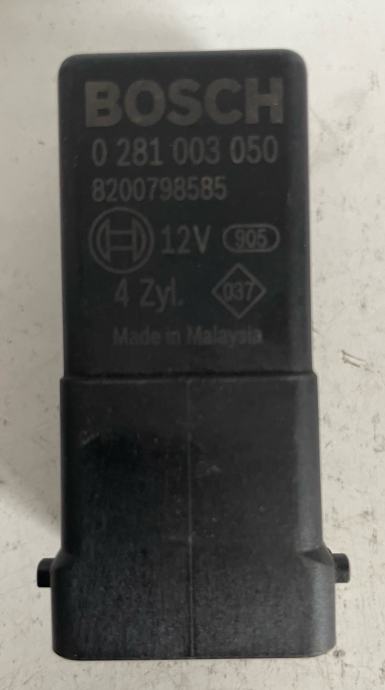 BOSCH
0 281 003 050
8200798585
12V 905
4 Zyl. 037
Made in Malaysia